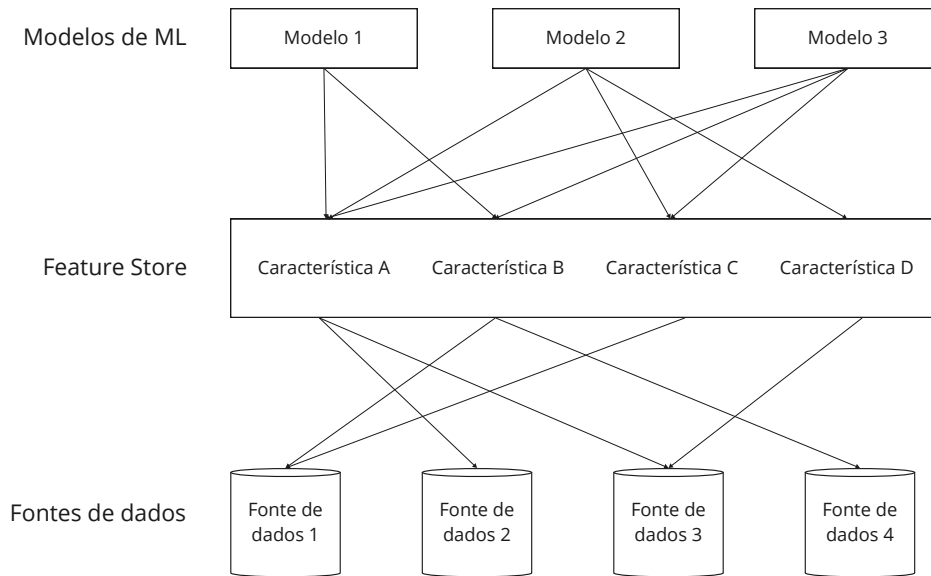 Modelos de ML
Modelo 1
Modelo 2
Modelo 3
Feature Store
Característica A
Característica B
Característica C
Característica D
Fontes de dados
Fonte de
dados 1
Fonte de
dados 2
Fonte de
dados 3
Fonte de
dados 4